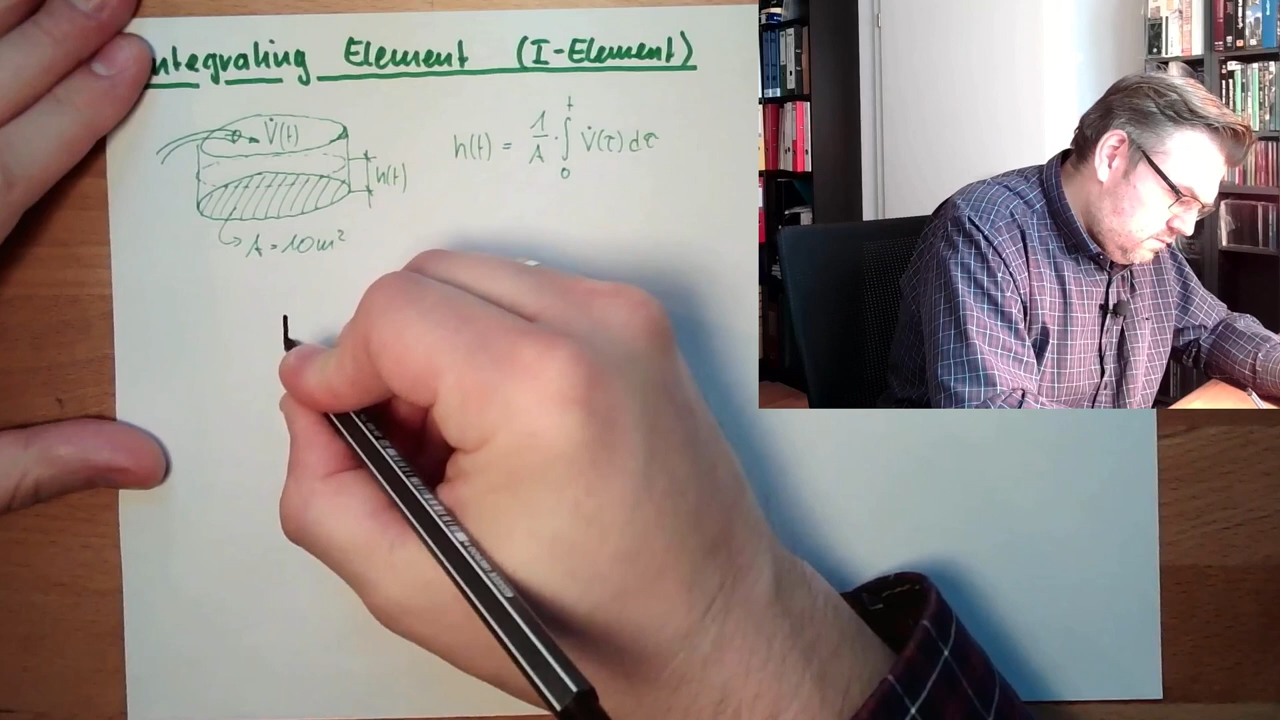 Integrating Element (I-Element)
V̇(t)
h(t) = 1/A · ∫₀ᵗ V̇(τ) dτ
h(t)
A = 10m²